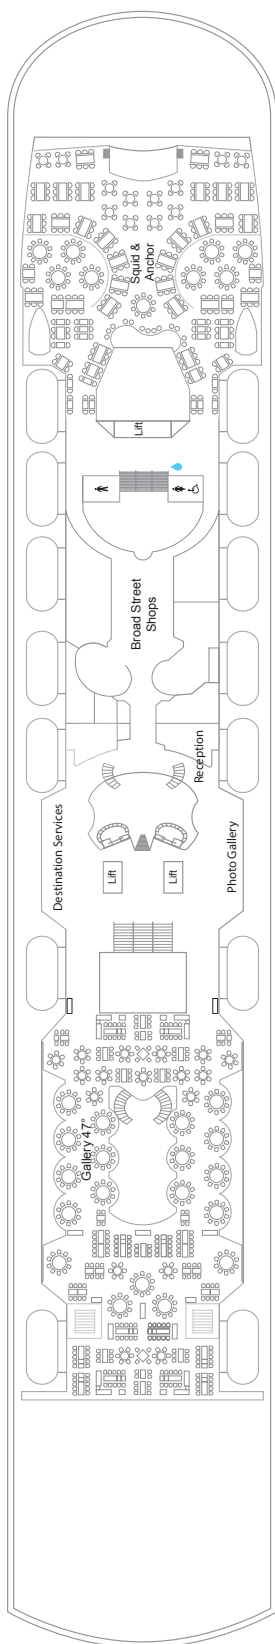 Squid &
Anchor
Lift
Broad Street
Shops
Reception
Destination Services
Photo Gallery
Lift
Lift
Gallery 47°